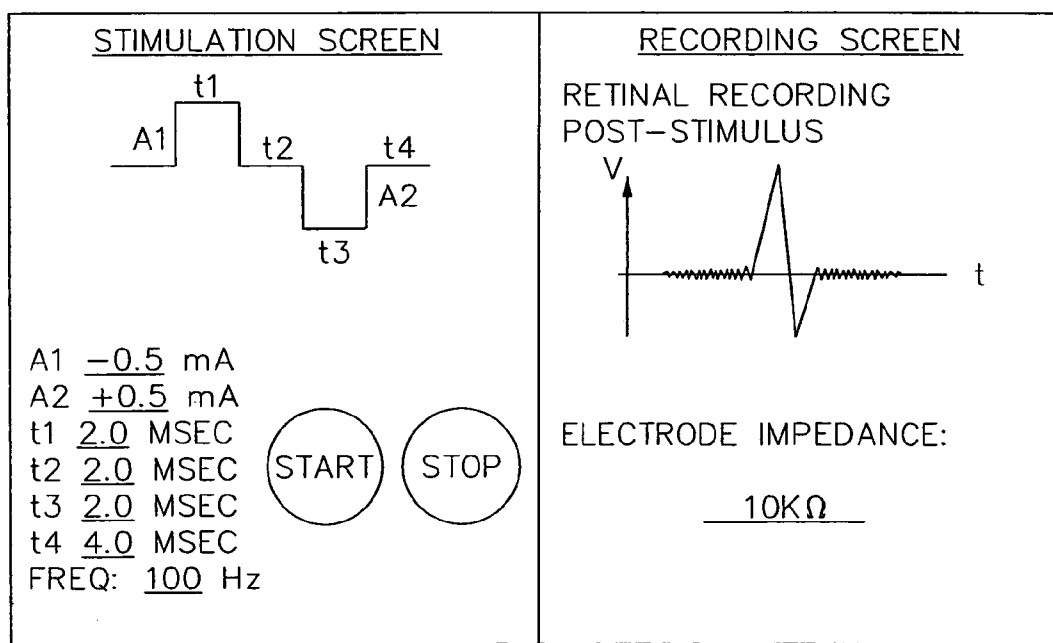 STIMULATION SCREEN
t1
A1
t2
t4
A2
t3
A1 −0.5 mA
A2 +0.5 mA
t1 2.0 MSEC
t2 2.0 MSEC
t3 2.0 MSEC
t4 4.0 MSEC
FREQ: 100 Hz
START
STOP
RECORDING SCREEN
RETINAL RECORDING
POST−STIMULUS
V
t
ELECTRODE IMPEDANCE:
10KΩ